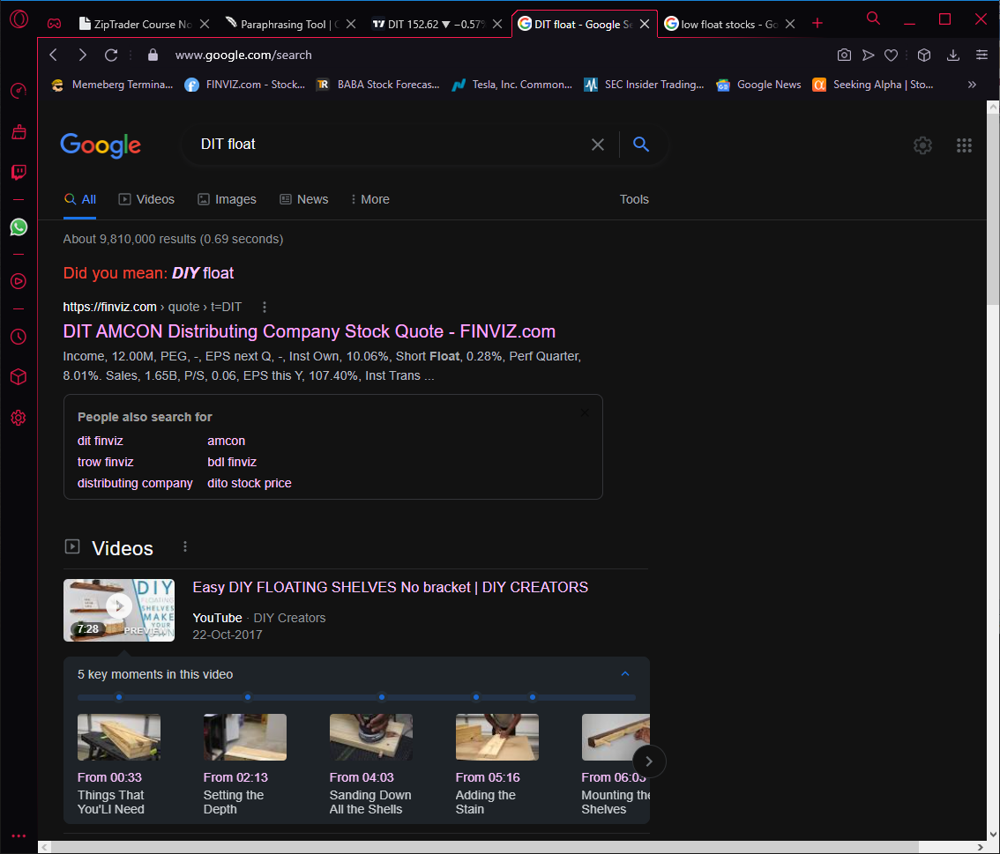 ZipTrader Course No
Paraphrasing Tool | C
DIT 152.62 ▼ −0.57%
DIT float - Google Se
low float stocks - Go
www.google.com/search
Memeberg Termina...
FINVIZ.com - Stock...
TR
BABA Stock Forecas...
Tesla, Inc. Common...
SEC Insider Trading...
Google News
Seeking Alpha | Sto...
Google
DIT float
All
Videos
Images
News
More
Tools
About 9,810,000 results (0.69 seconds)
Did you mean: DIY float
https://finviz.com › quote › t=DIT
DIT AMCON Distributing Company Stock Quote - FINVIZ.com
Income, 12.00M, PEG, -, EPS next Q, -, Inst Own, 10.06%, Short Float, 0.28%, Perf Quarter,
8.01%. Sales, 1.65B, P/S, 0.06, EPS this Y, 107.40%, Inst Trans ...
People also search for
dit finviz
amcon
trow finviz
bdl finviz
distributing company
dito stock price
Videos
DIY
FLOATING
SHELVES
MAKE
YOUR
OWN
7:28
PREVIEW
Easy DIY FLOATING SHELVES No bracket | DIY CREATORS
YouTube · DIY Creators
22-Oct-2017
5 key moments in this video
From 00:33
Things That
You'LI Need
From 02:13
Setting the
Depth
From 04:03
Sanding Down
All the Shells
From 05:16
Adding the
Stain
From 06:03
Mounting the
Shelves